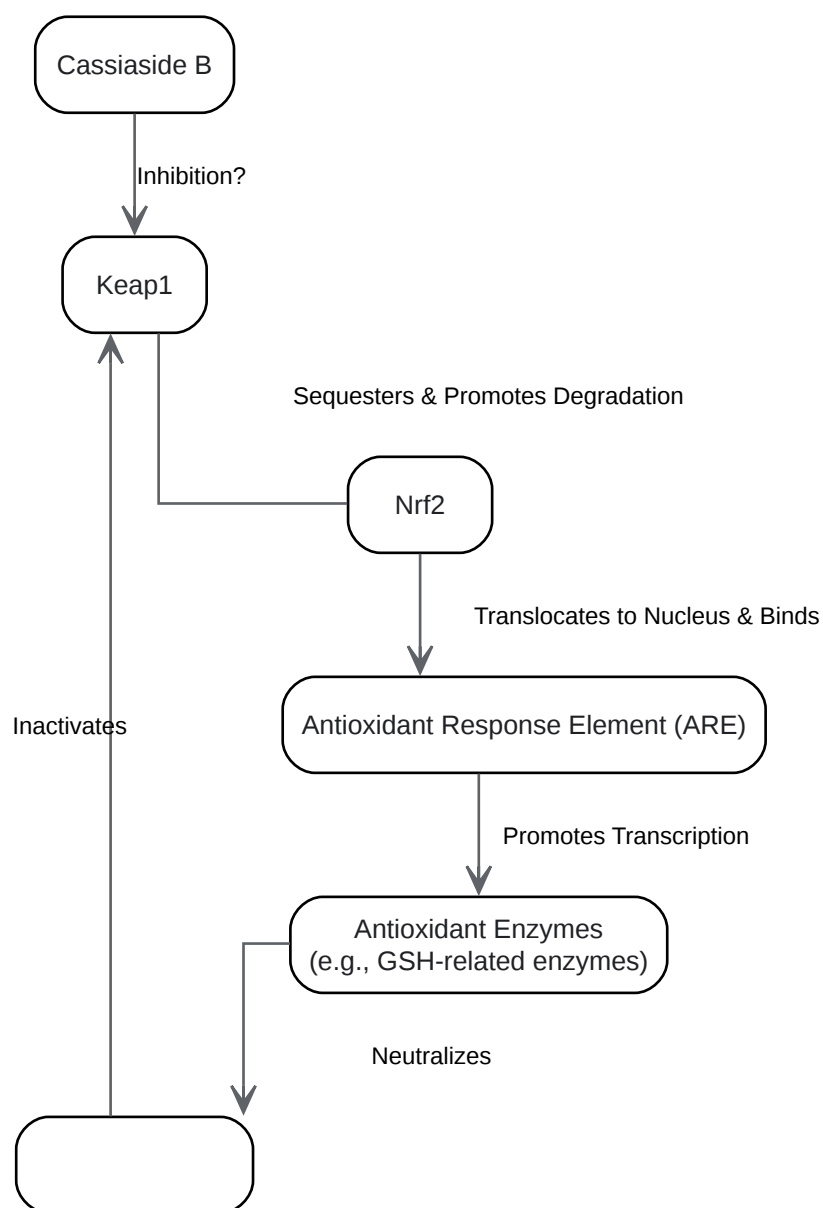 Cassiaside B
Inhibition?
Keap1
Sequesters & Promotes Degradation
Nrf2
Translocates to Nucleus & Binds
Inactivates
Antioxidant Response Element (ARE)
Promotes Transcription
Antioxidant Enzymes
(e.g., GSH-related enzymes)
Neutralizes